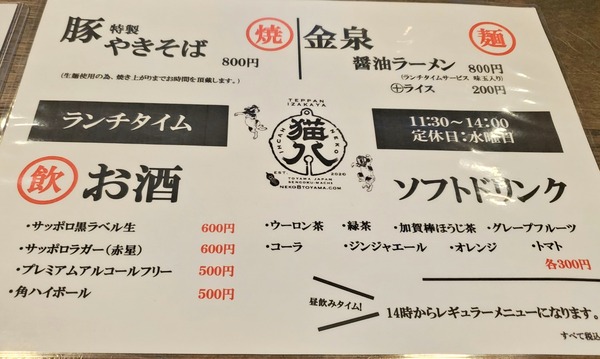 豚 特製
やきそば 800円
焼
(生麺使用の為、焼き上がりまでお時間を頂戴します。)
金泉
麺
醤油ラーメン 800円
(ランチタイムサービス 味玉入り)
＋ライス 200円
ランチタイム
TEPPAN
IZAKAYA
猫八
NEKO
HACHI
EST 2020
TOYAMA JAPAN
SENGOKU-MACHI
NEKO8TOYAMA.COM
11:30〜14:00
定休日:水曜日
飲 お酒
・サッポロ黒ラベル生 600円
・サッポロラガー(赤星) 600円
・プレミアムアルコールフリー 500円
・角ハイボール 500円
ソフトドリンク
・ウーロン茶 ・緑茶 ・加賀棒ほうじ茶 ・グレープフルーツ
・コーラ ・ジンジャエール ・オレンジ ・トマト
各300円
昼飲みタイム!
14時からレギュラーメニューになります。
すべて税込